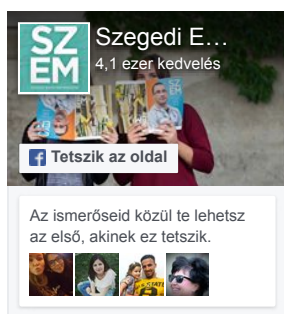 SZ
EM
Szegedi E...
4,1 ezer kedvelés
Tetszik az oldal
Az ismerőseid közül te lehetsz
az első, akinek ez tetszik.